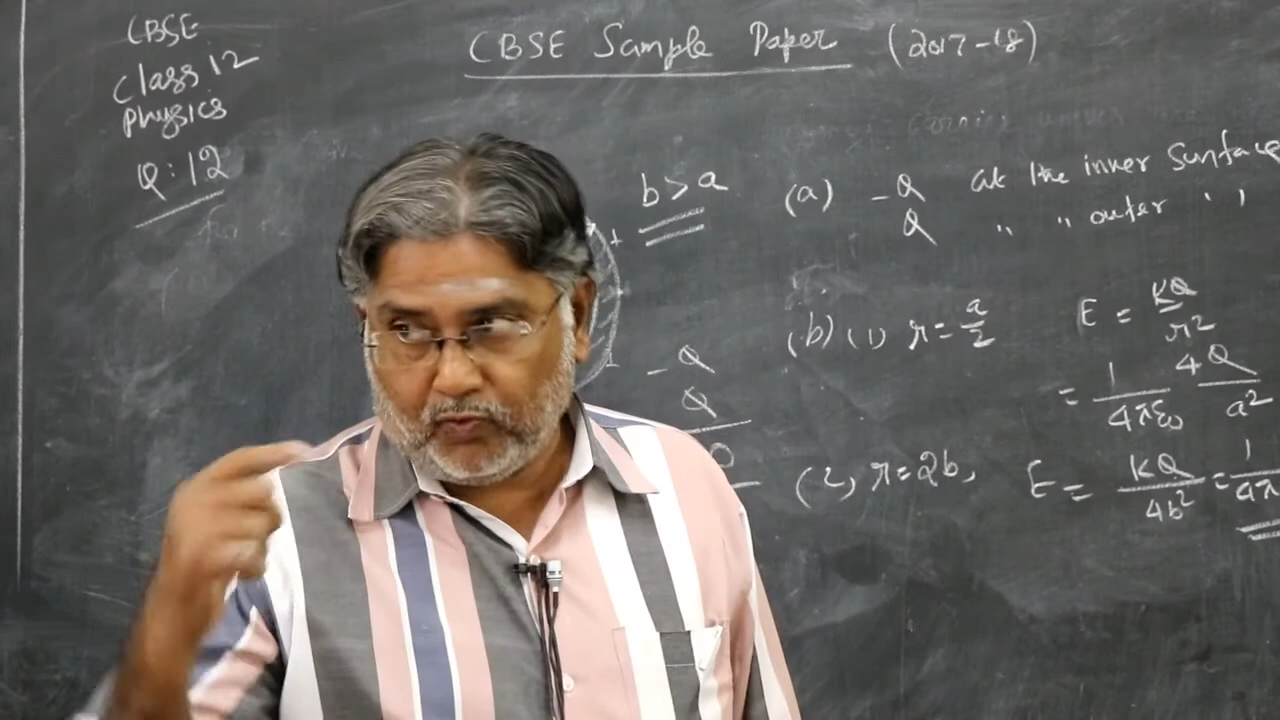 CBSE
Class 12
Physics
Q: 12
CBSE Sample Paper (2017-18)
b > a
+
- Q
Q
0
(a) -Q at the inner Surface
Q " " outer " "
(b) (1) r = a/2 E = KQ/r²
= 1/4πε₀ 4Q/a²
(2) r = 2b, E = KQ/4b² = 1/4π